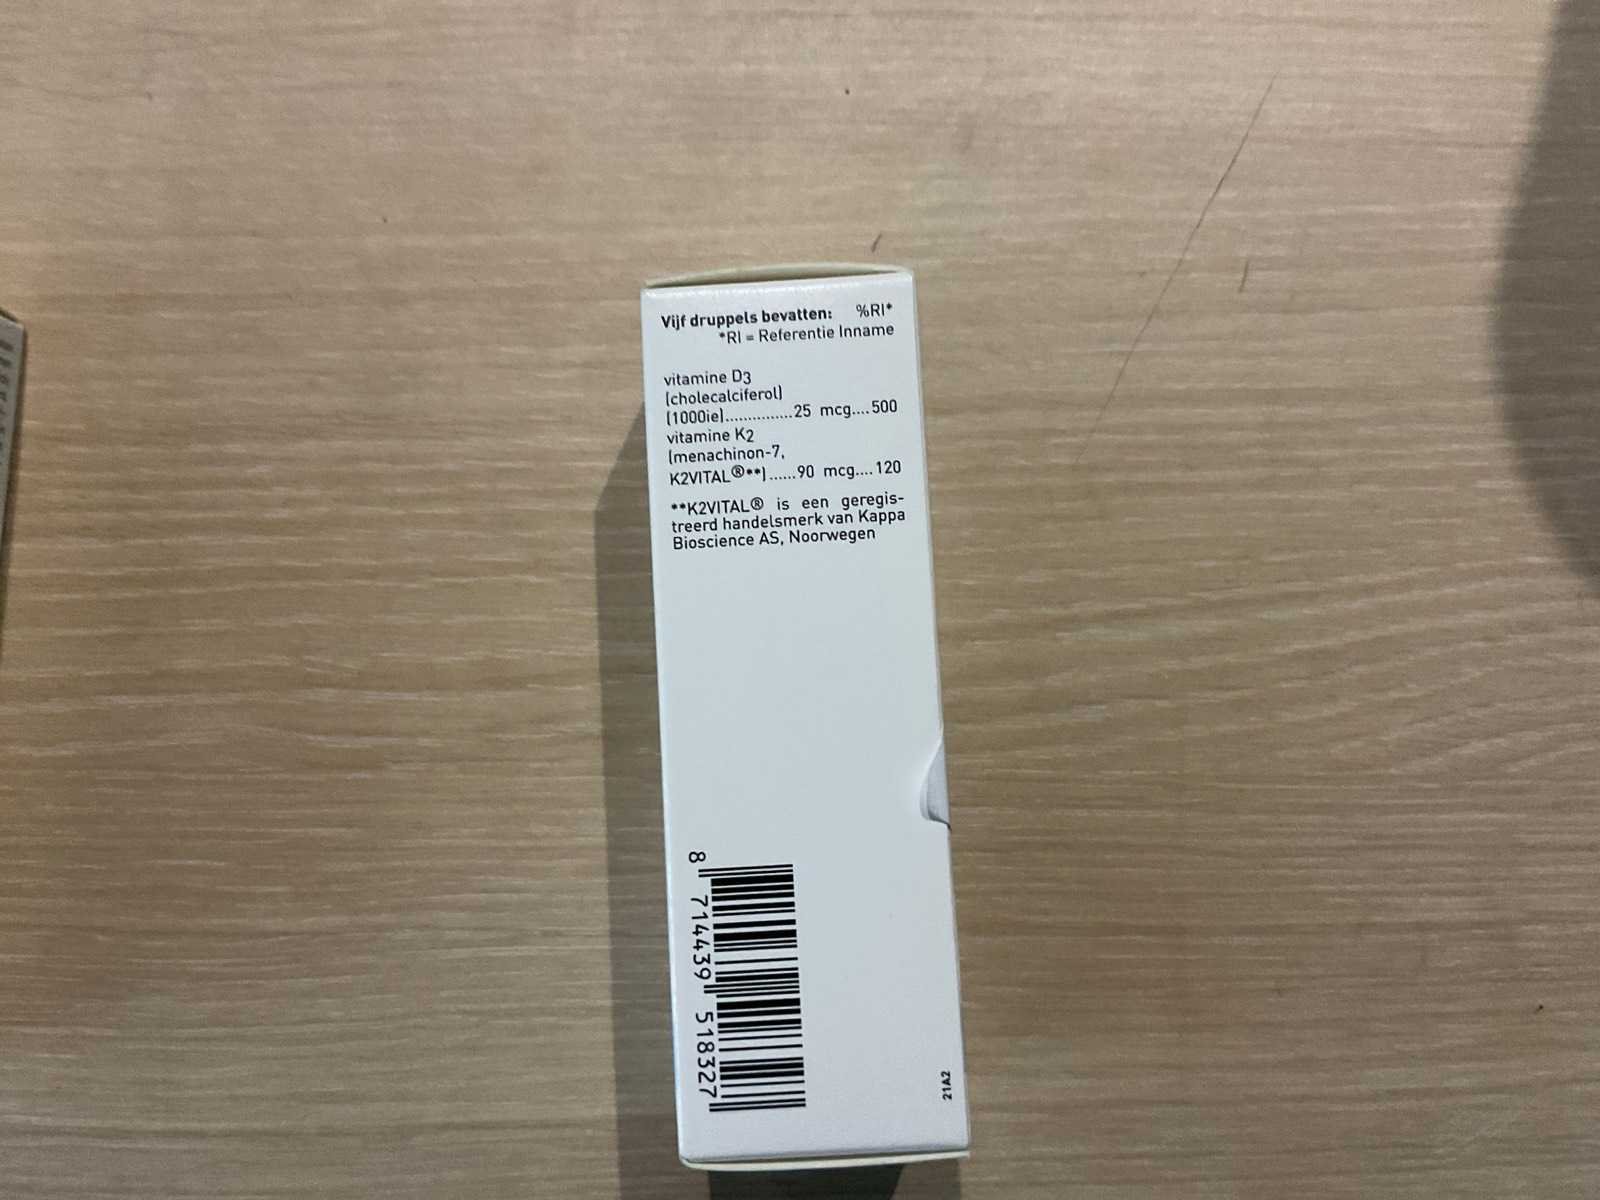 Vijf druppels bevatten: %RI*
*RI = Referentie Inname
vitamine D3
(cholecalciferol)
(1000ie)...............25 mcg....500
vitamine K2
(menachinon-7,
K2VITAL®**)......90 mcg....120
**K2VITAL® is een geregis-
treerd handelsmerk van Kappa
Bioscience AS, Noorwegen
8 714439 518327
21A2